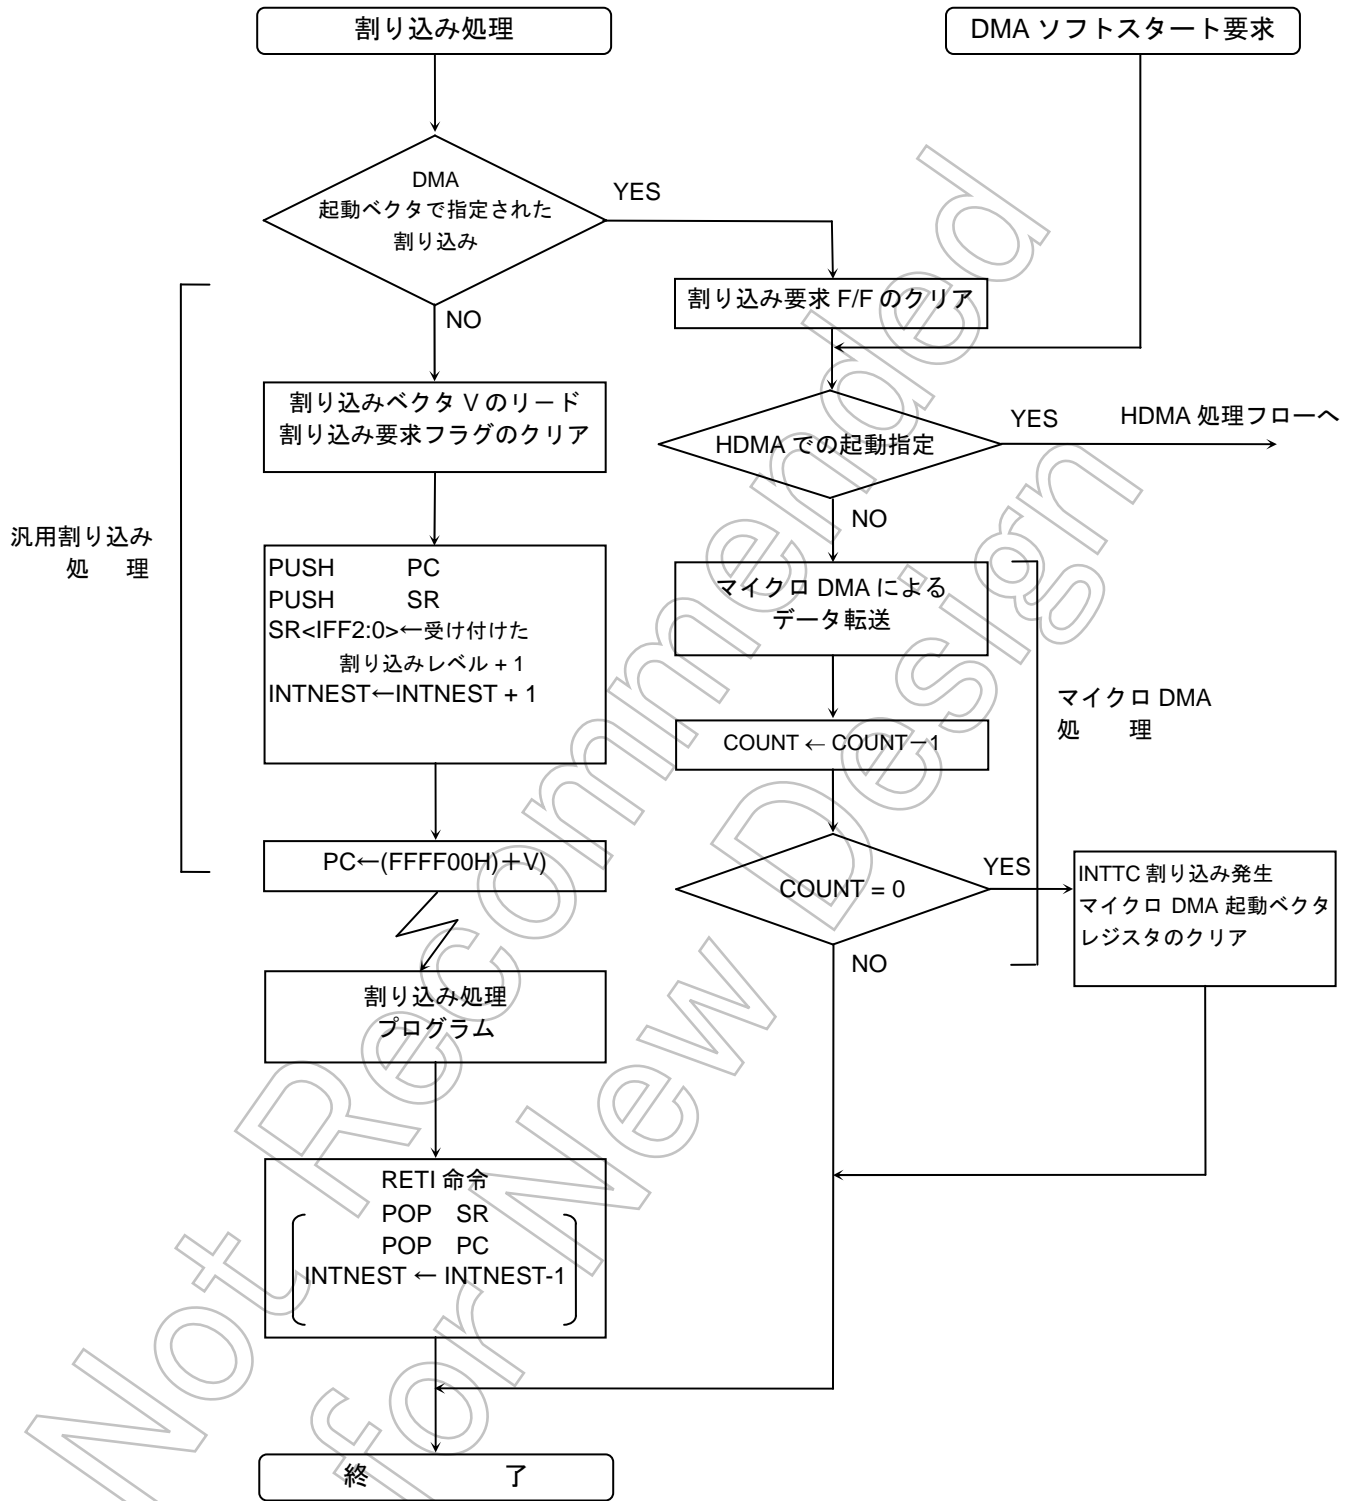 割り込み処理
DMA ソフトスタート要求
DMA
起動ベクタで指定された
割り込み
YES
NO
割り込み要求 F/F のクリア
割り込みベクタ V のリード
割り込み要求フラグのクリア
HDMA での起動指定
YES
HDMA 処理フローへ
NO
汎用割り込み
処 理
PUSH PC
PUSH SR
SR<IFF2:0>←受け付けた
割り込みレベル + 1
INTNEST←INTNEST + 1
マイクロ DMA による
データ転送
マイクロ DMA
処 理
COUNT ← COUNT－1
PC←(FFFF00H)＋V)
COUNT = 0
YES
NO
INTTC 割り込み発生
マイクロ DMA 起動ベクタ
レジスタのクリア
割り込み処理
プログラム
RETI 命令
POP SR
POP PC
INTNEST ← INTNEST-1
終 了
Not Recommended
for New Design